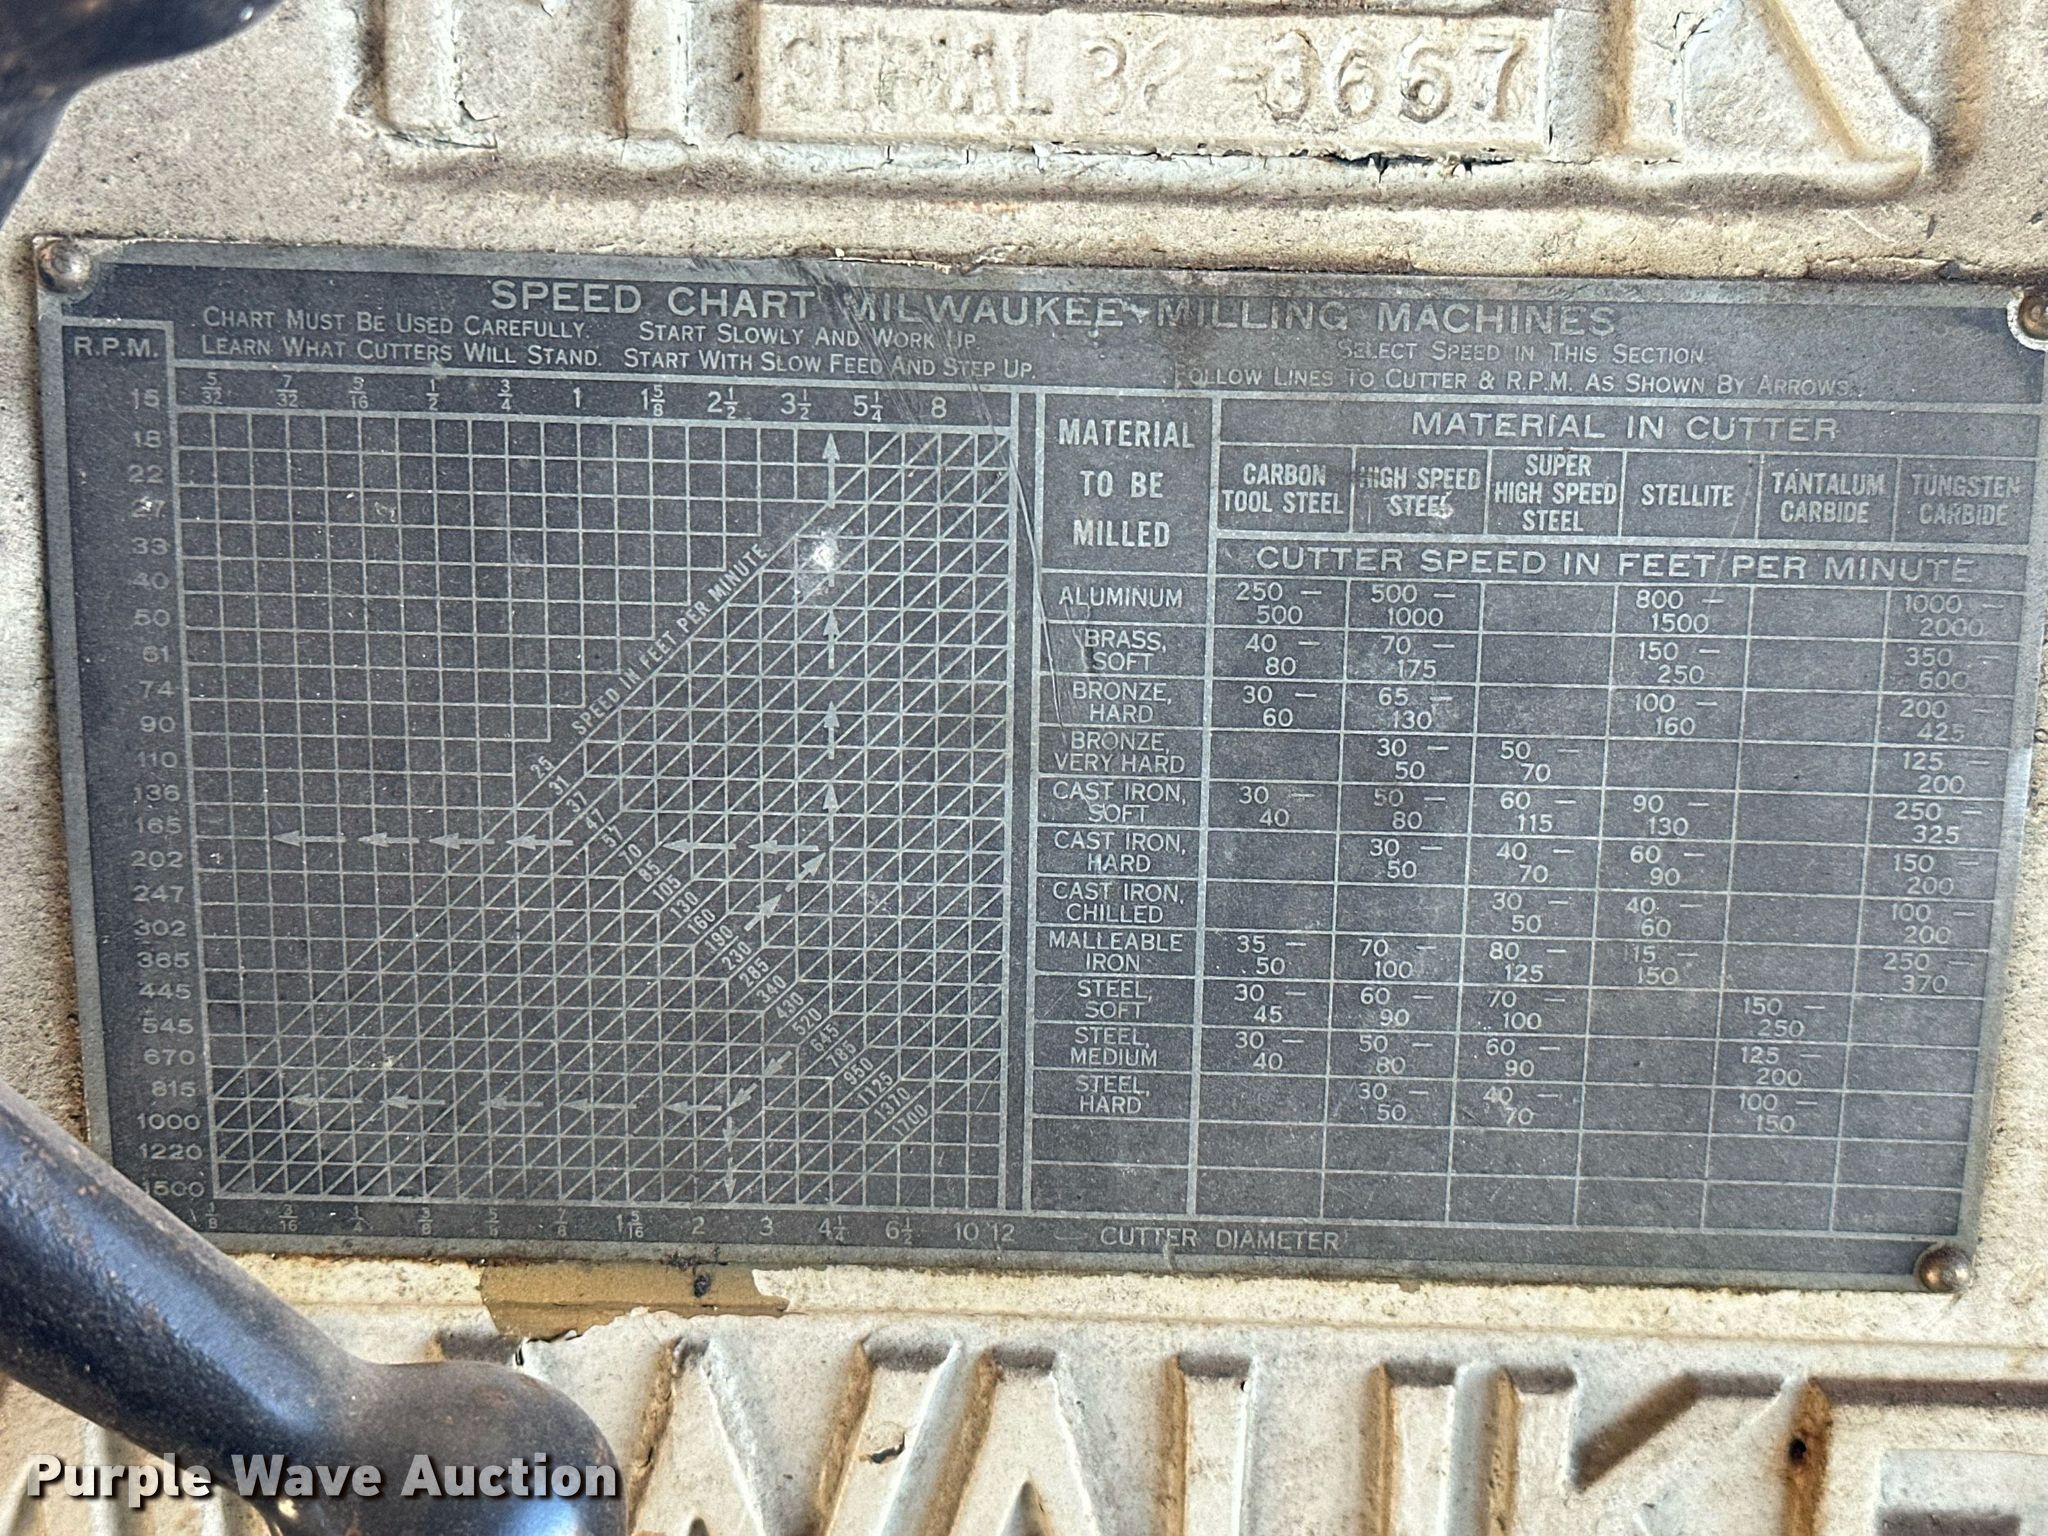 SERIAL 32-3667
SPEED CHART MILWAUKEE MILLING MACHINES
CHART MUST BE USED CAREFULLY. START SLOWLY AND WORK UP.
LEARN WHAT CUTTERS WILL STAND. START WITH SLOW FEED AND STEP UP.
SELECT SPEED IN THIS SECTION
FOLLOW LINES TO CUTTER & R.P.M. AS SHOWN BY ARROWS.
R.P.M.
5/32 7/32 5/16 1/2 3/4 1 1 5/8 2 1/2 3 1/2 5 1/4 8
15
18
22
27
33
40
50
61
74
90
110
136
165
202
247
302
365
445
545
670
815
1000
1220
1500
SPEED IN FEET PER MINUTE
25
31
37
47
57
70
85
105
130
160
190
230
285
340
430
520
645
785
950
1125
1370
1700
1/8 3/16 1/4 3/8 5/8 7/8 1 5/16 2 3 4 1/4 6 1/2 10 12 CUTTER DIAMETER
MATERIAL TO BE MILLED
MATERIAL IN CUTTER
CARBON TOOL STEEL HIGH SPEED STEEL SUPER HIGH SPEED STEEL STELLITE TANTALUM CARBIDE TUNGSTEN CARBIDE
CUTTER SPEED IN FEET PER MINUTE
ALUMINUM 250 – 500 500 – 1000 800 – 1500 1000 – 2000
BRASS, SOFT 40 – 80 70 – 175 150 – 250 350 – 600
BRONZE, HARD 30 – 60 65 – 130 100 – 160 200 – 425
BRONZE, VERY HARD 30 – 50 50 – 70 125 – 200
CAST IRON, SOFT 30 – 40 50 – 80 60 – 115 90 – 130 250 – 325
CAST IRON, HARD 30 – 50 40 – 70 60 – 90 150 – 200
CAST IRON, CHILLED 30 – 50 40 – 60 100 – 200
MALLEABLE IRON 35 – 50 70 – 100 80 – 125 115 – 150 250 – 370
STEEL, SOFT 30 – 45 60 – 90 70 – 100 150 – 250
STEEL, MEDIUM 30 – 40 50 – 80 60 – 90 125 – 200
STEEL, HARD 30 – 50 40 – 70 100 – 150
Purple Wave Auction